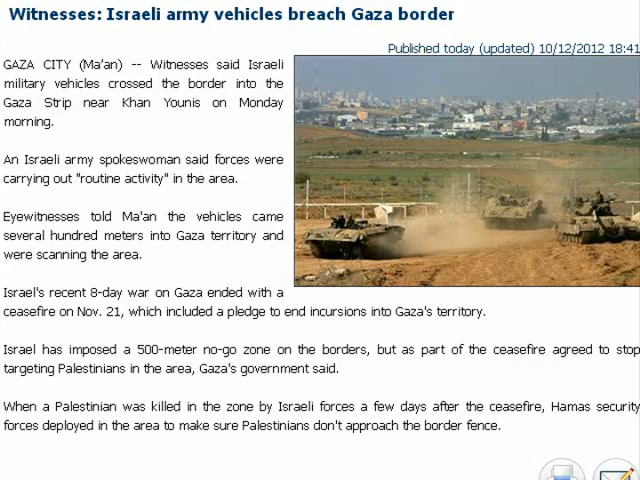 Witnesses: Israeli army vehicles breach Gaza border
Published today (updated) 10/12/2012 18:41
GAZA CITY (Ma'an) -- Witnesses said Israeli
military vehicles crossed the border into the
Gaza Strip near Khan Younis on Monday
morning.
An Israeli army spokeswoman said forces were
carrying out "routine activity" in the area.
Eyewitnesses told Ma'an the vehicles came
several hundred meters into Gaza territory and
were scanning the area.
Israel's recent 8-day war on Gaza ended with a
ceasefire on Nov. 21, which included a pledge to end incursions into Gaza's territory.
Israel has imposed a 500-meter no-go zone on the borders, but as part of the ceasefire agreed to stop
targeting Palestinians in the area, Gaza's government said.
When a Palestinian was killed in the zone by Israeli forces a few days after the ceasefire, Hamas security
forces deployed in the area to make sure Palestinians don't approach the border fence.